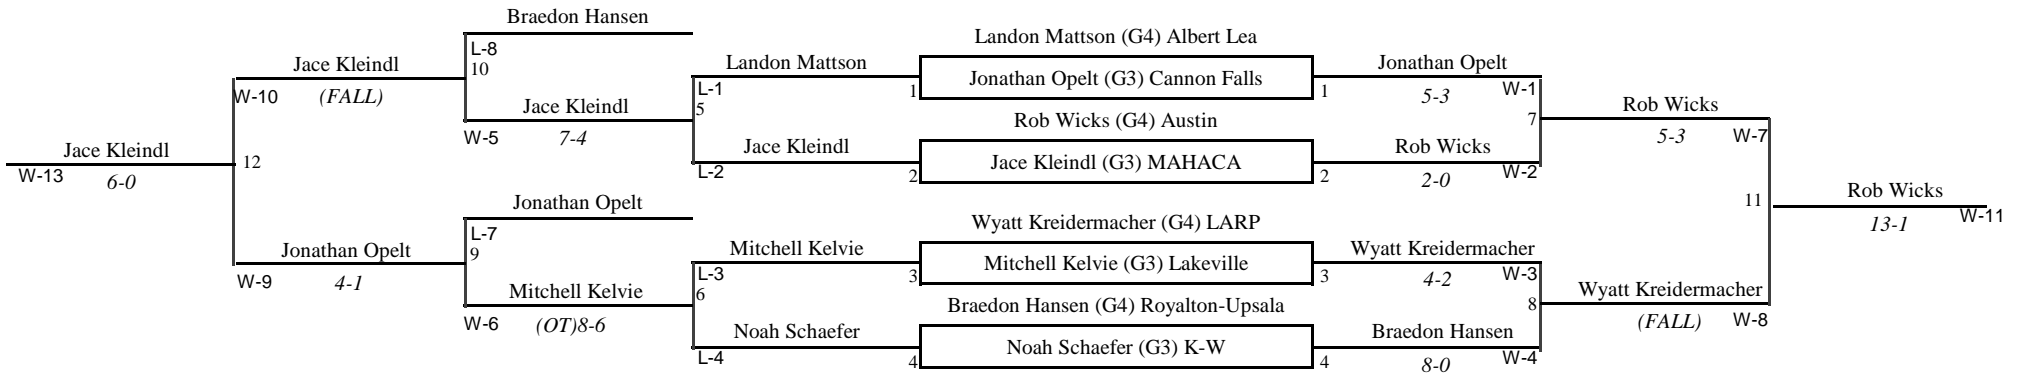 Braedon Hansen
Landon Mattson (G4) Albert Lea
L-8
Jace Kleindl
Landon Mattson
Jonathan Opelt
10
Jonathan Opelt (G3) Cannon Falls
W-10
(FALL)
L-1
1
1
5-3
W-1
Jace Kleindl
5
Rob Wicks
Rob Wicks (G4) Austin
7
W-5
7-4
5-3
W-7
Jace Kleindl
Jace Kleindl
Rob Wicks
12
Jace Kleindl (G3) MAHACA
W-13
6-0
L-2
2
2
2-0
W-2
Rob Wicks
Jonathan Opelt
11
W-11
Wyatt Kreidermacher (G4) LARP
13-1
L-7
Jonathan Opelt
9
Mitchell Kelvie
Wyatt Kreidermacher
Mitchell Kelvie (G3) Lakeville
W-9
4-1
L-3
3
3
4-2
W-3
Mitchell Kelvie
6
Wyatt Kreidermacher
Braedon Hansen (G4) Royalton-Upsala
8
W-6
(OT)8-6
(FALL)
W-8
Noah Schaefer
Braedon Hansen
Noah Schaefer (G3) K-W
L-4
4
4
8-0
W-4